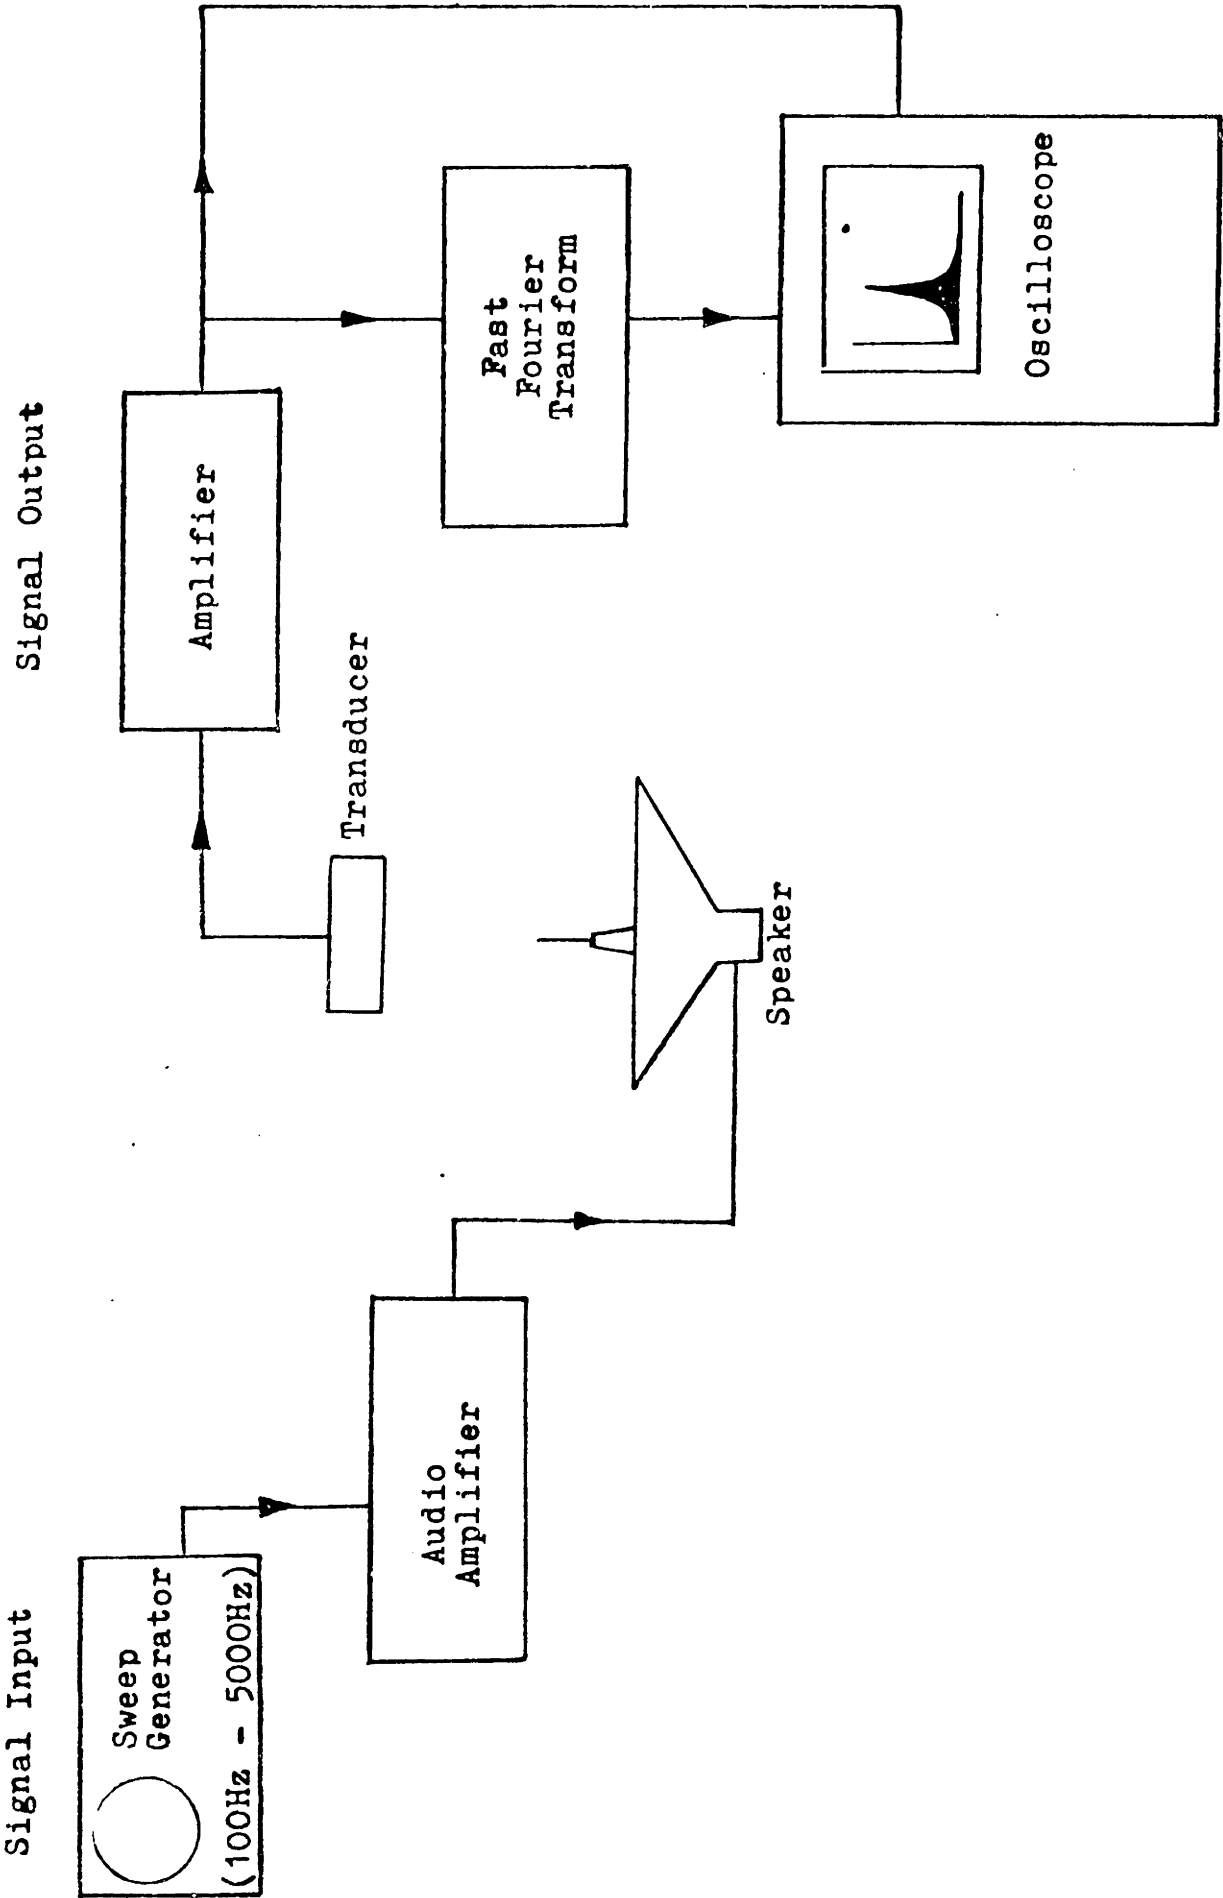 Signal Input
Sweep
Generator
(100Hz - 5000Hz)
Audio
Amplifier
Speaker
Signal Output
Transducer
Amplifier
Fast
Fourier
Transform
Oscilloscope